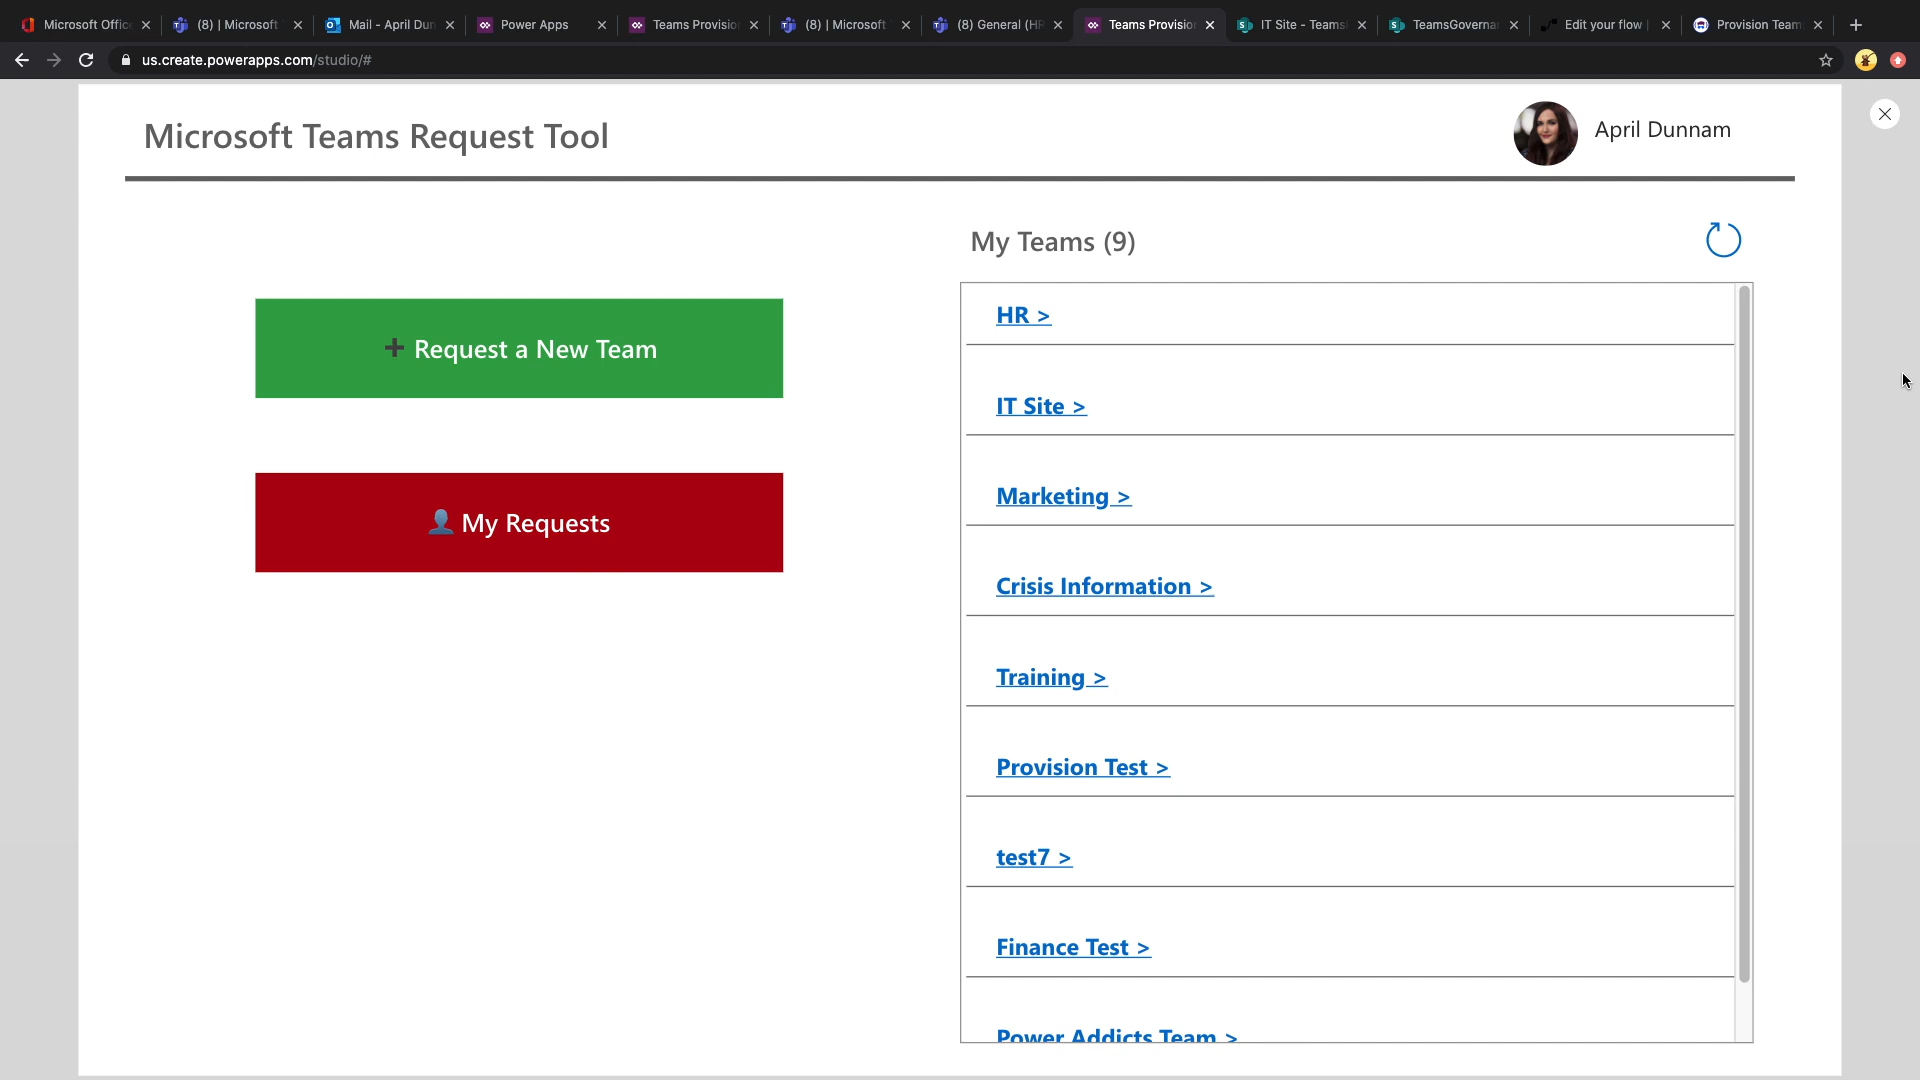 Microsoft Offic
(8) | Microsoft
Mail - April Dun
Power Apps
Teams Provisio
(8) | Microsoft
(8) General (HR
Teams Provisio
IT Site - Teams
TeamsGoverna
Edit your flow |
Provision Team
us.create.powerapps.com/studio/#
Microsoft Teams Request Tool
April Dunnam
My Teams (9)
Request a New Team
My Requests
HR >
IT Site >
Marketing >
Crisis Information >
Training >
Provision Test >
test7 >
Finance Test >
Power Addicts Team >